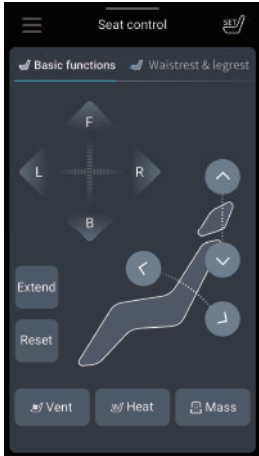 Seat control
SET
Basic functions
Waistrest & legrest
F
L
R
B
Extend
Reset
Vent
Heat
Mass